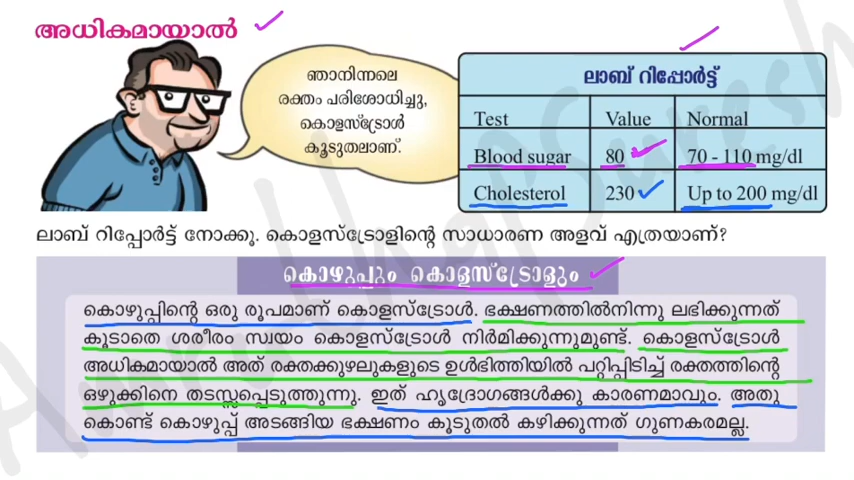 അധികമായാൽ
ഞാനിന്നലെ
രക്തം പരിശോധിച്ചു,
കൊളസ്ട്രോൾ
കൂടുതലാണ്.
ലാബ് റിപ്പോർട്ട്
Test Value Normal
Blood sugar 80 70 - 110 mg/dl
Cholesterol 230 Up to 200 mg/dl
ലാബ് റിപ്പോർട്ട് നോക്കൂ. കൊളസ്ട്രോളിന്റെ സാധാരണ അളവ് എത്രയാണ്?
കൊഴുപ്പും കൊളസ്ട്രോളും
കൊഴുപ്പിന്റെ ഒരു രൂപമാണ് കൊളസ്ട്രോൾ. ഭക്ഷണത്തിൽനിന്നു ലഭിക്കുന്നത്
കൂടാതെ ശരീരം സ്വയം കൊളസ്ട്രോൾ നിർമിക്കുന്നുമുണ്ട്. കൊളസ്ട്രോൾ
അധികമായാൽ അത് രക്തക്കുഴലുകളുടെ ഉൾഭിത്തിയിൽ പറ്റിപ്പിടിച്ച് രക്തത്തിന്റെ
ഒഴുക്കിനെ തടസ്സപ്പെടുത്തുന്നു. ഇത് ഹൃദ്രോഗങ്ങൾക്കു കാരണമാവും. അതു
കൊണ്ട് കൊഴുപ്പ് അടങ്ങിയ ഭക്ഷണം കൂടുതൽ കഴിക്കുന്നത് ഗുണകരമല്ല.